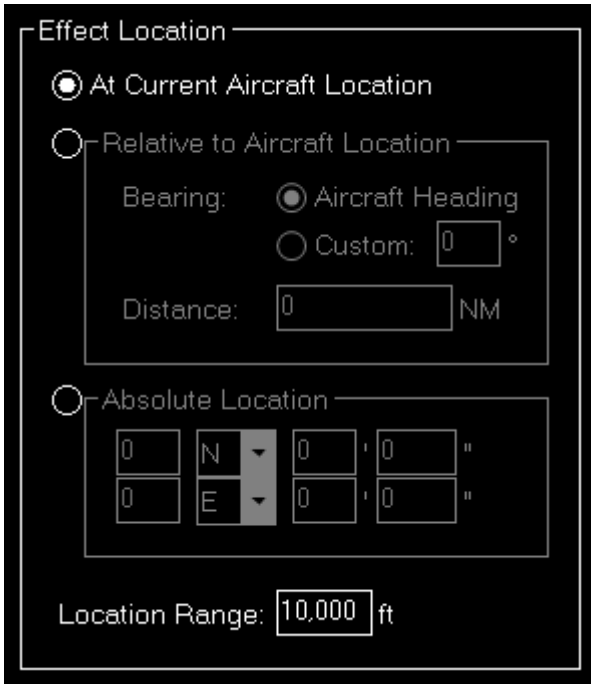 Effect Location
At Current Aircraft Location
Relative to Aircraft Location
Bearing: Aircraft Heading
Custom: 0 °
Distance: 0 NM
Absolute Location
0 N 0 ' 0 "
0 E 0 ' 0 "
Location Range: 10,000 ft